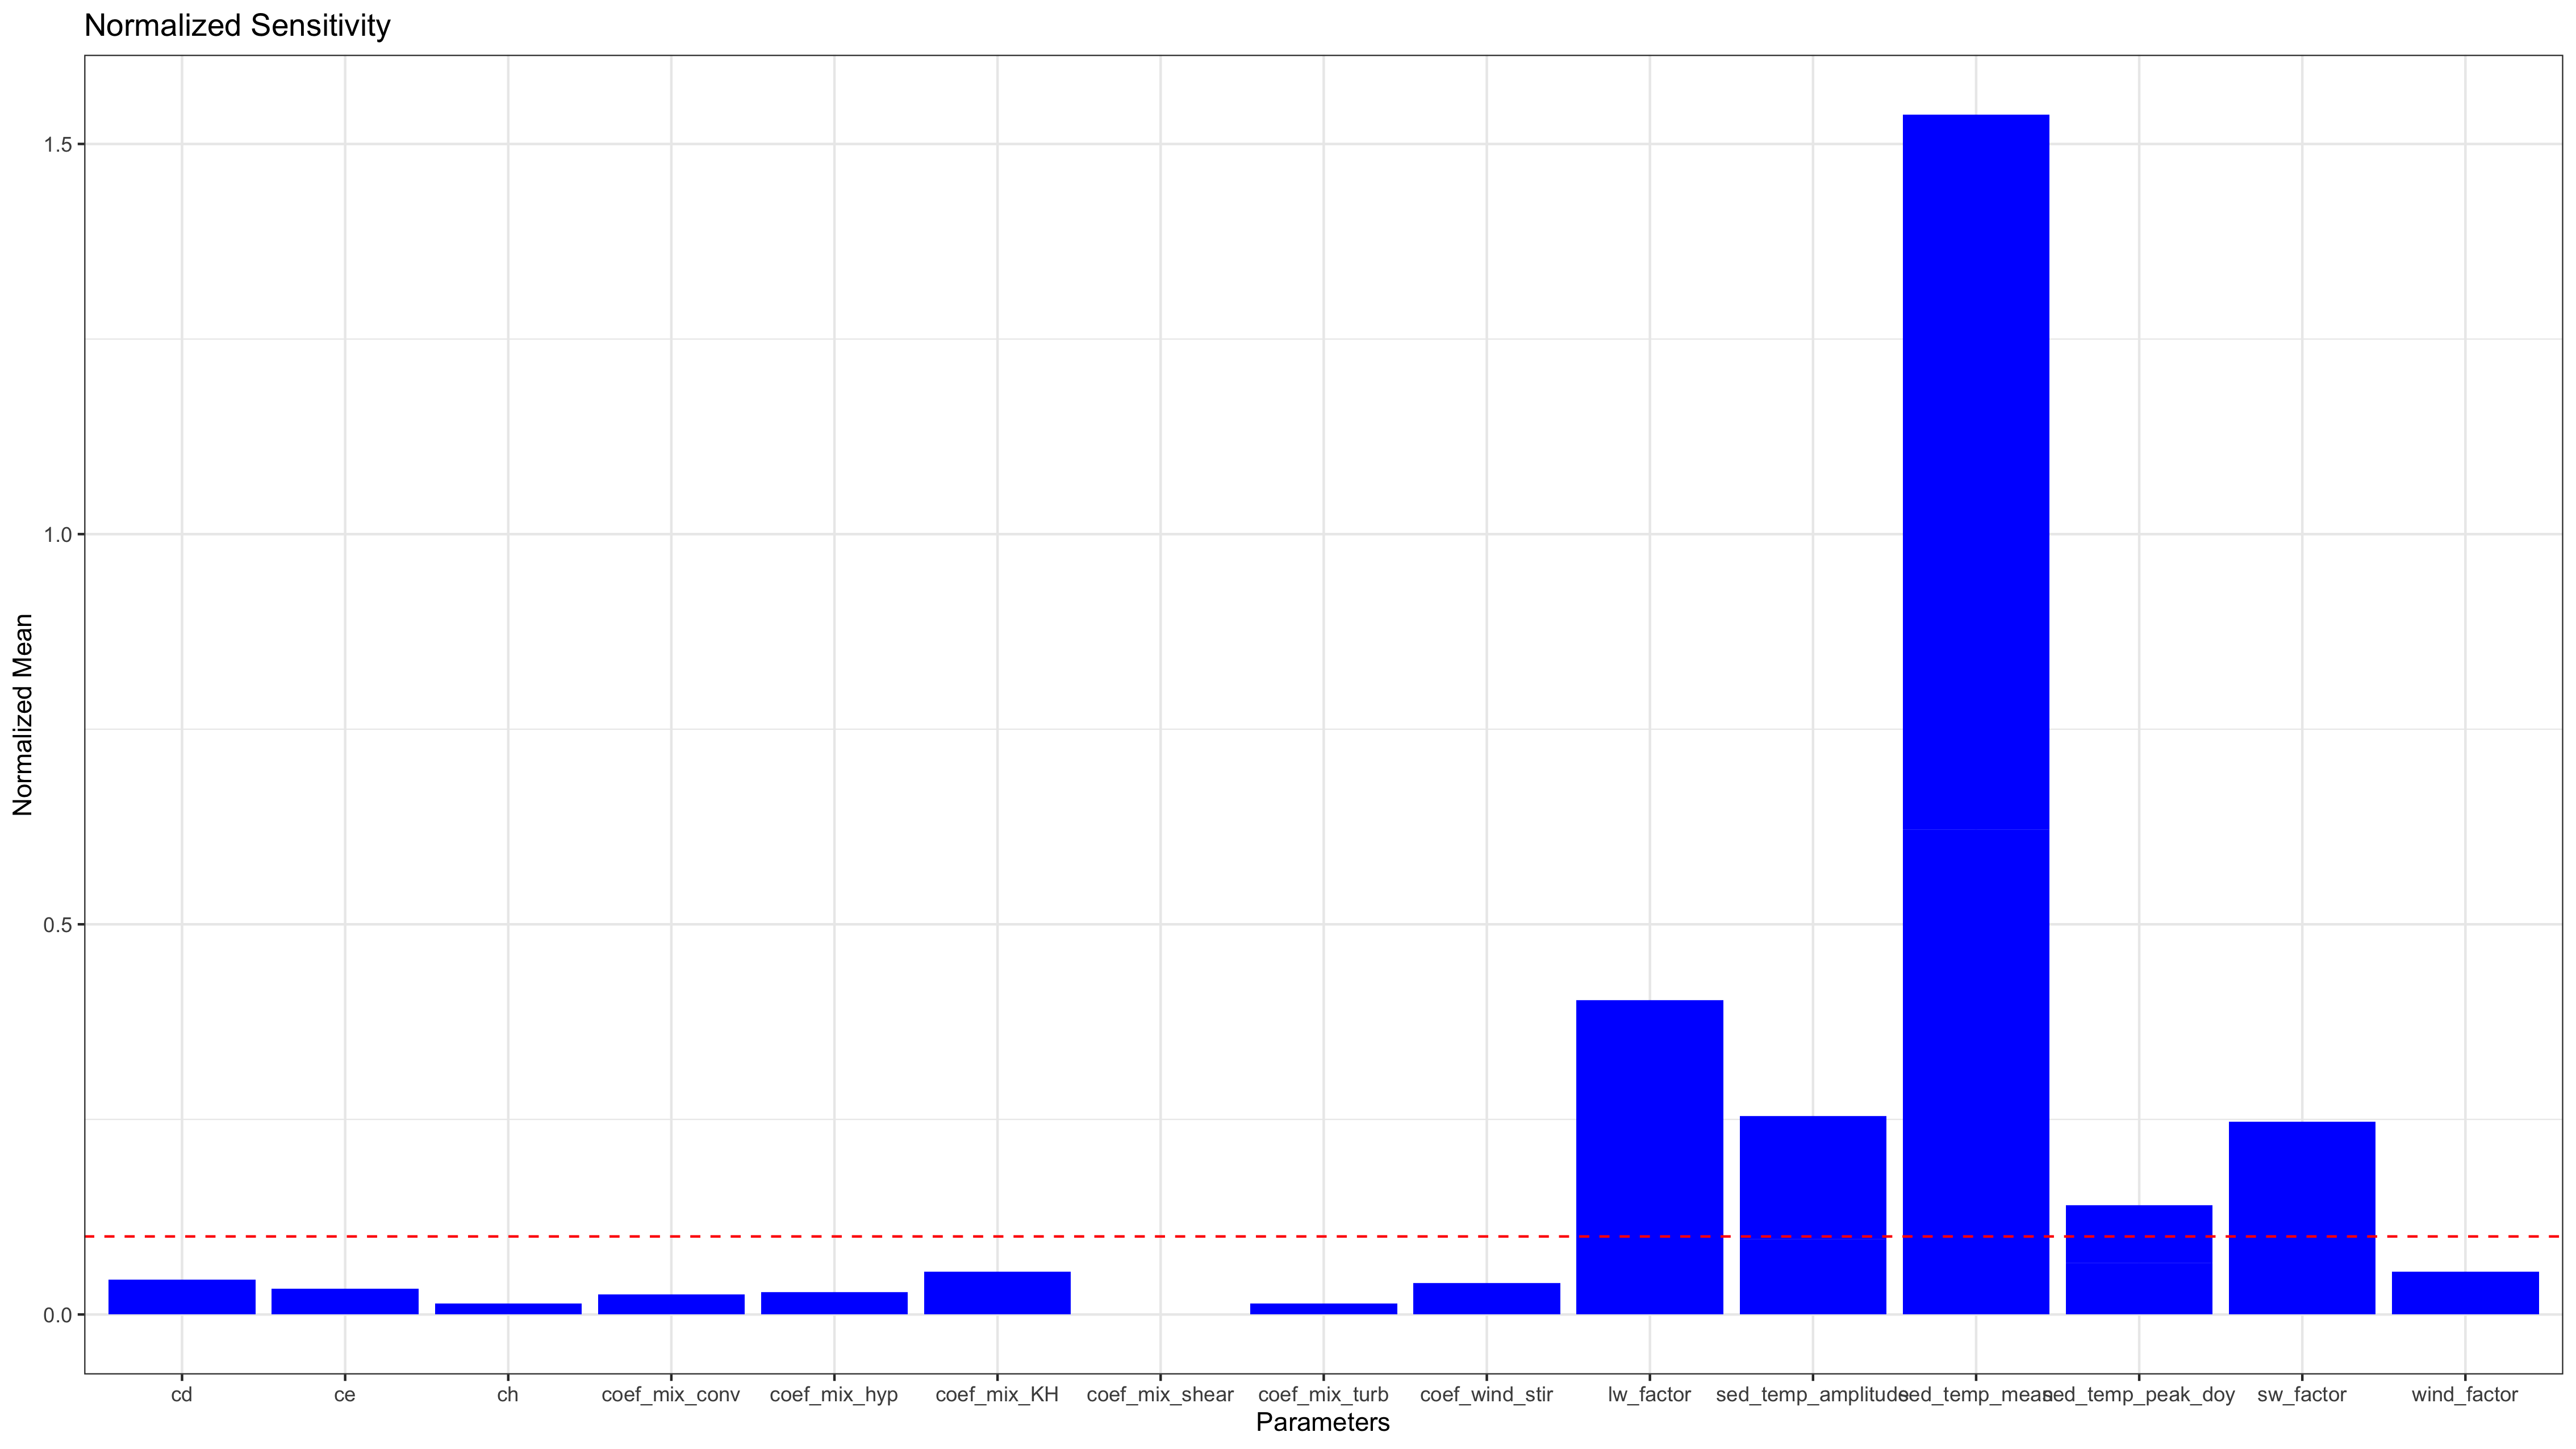 Normalized Sensitivity
Normalized Mean
1.5
1.0
0.5
0.0
cd ce ch coef_mix_conv coef_mix_hyp coef_mix_KH coef_mix_shear coef_mix_turb coef_wind_stir lw_factor sed_temp_amplitude sed_temp_mean sed_temp_peak_doy sw_factor wind_factor
Parameters